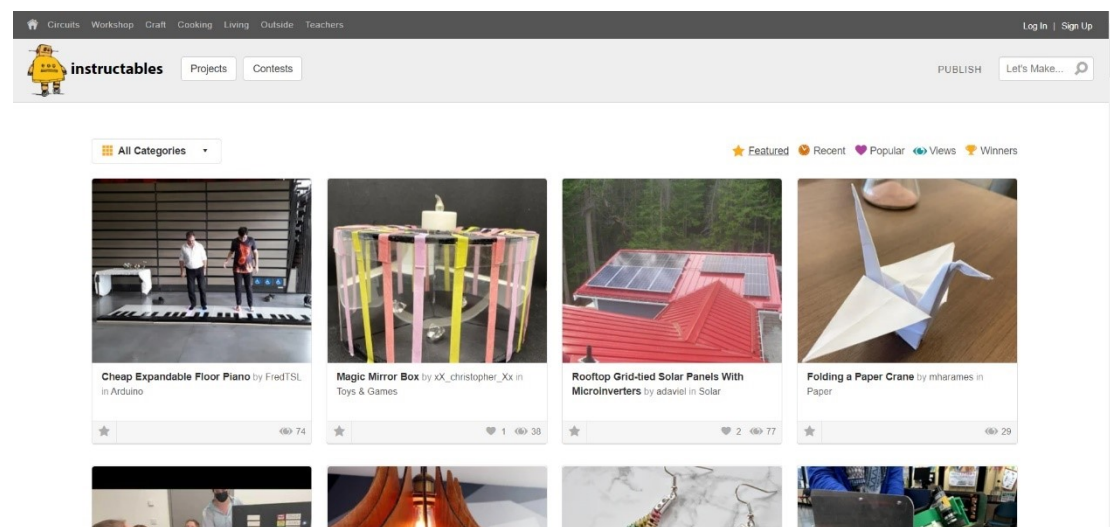 Circuits Workshop Craft Cooking Living Outside Teachers Log In | Sign Up
instructables Projects Contests PUBLISH Let's Make...
All Categories Featured Recent Popular Views Winners
Cheap Expandable Floor Piano by FredTSL
in Arduino
74
Magic Mirror Box by xX_christopher_Xx in
Toys & Games
1 38
Rooftop Grid-tied Solar Panels With
Microinverters by adaviel in Solar
2 77
Folding a Paper Crane by mharames in
Paper
29